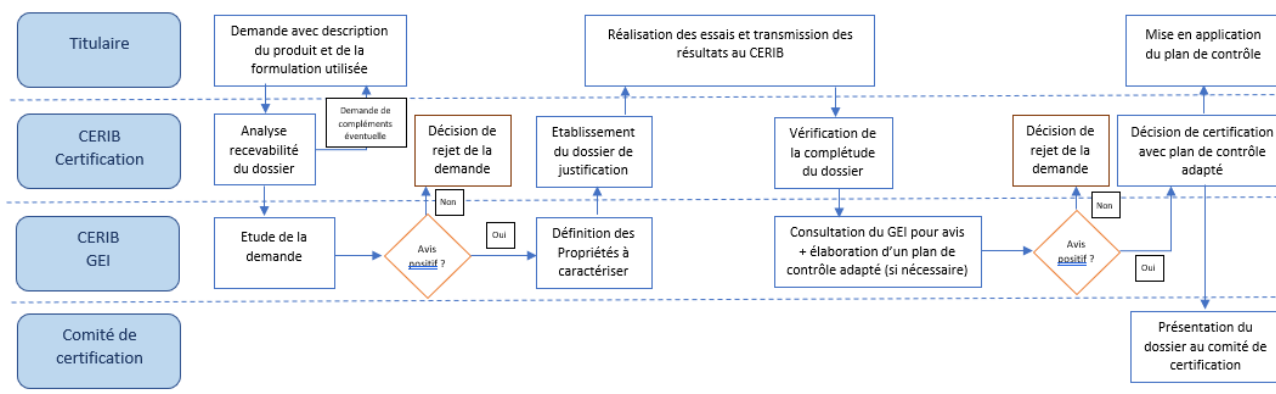 Titulaire
Demande avec description
du produit et de la
formulation utilisée
Réalisation des essais et transmission des
résultats au CERIB
Mise en application
du plan de contrôle
CERIB
Certification
Analyse
recevabilité
du dossier
Demande de
compléments
éventuelle
Décision de
rejet de la
demande
Etablissement
du dossier de
justification
Vérification de
la complétude
du dossier
Décision de
rejet de la
demande
Décision de certification
avec plan de contrôle
adapté
CERIB
GEI
Etude de la
demande
Avis
positif ?
Non
Oui
Définition des
Propriétés à
caractériser
Consultation du GEI pour avis
+ élaboration d'un plan de
contrôle adapté (si nécessaire)
Avis
positif ?
Non
Oui
Comité de
certification
Présentation du
dossier au comité de
certification